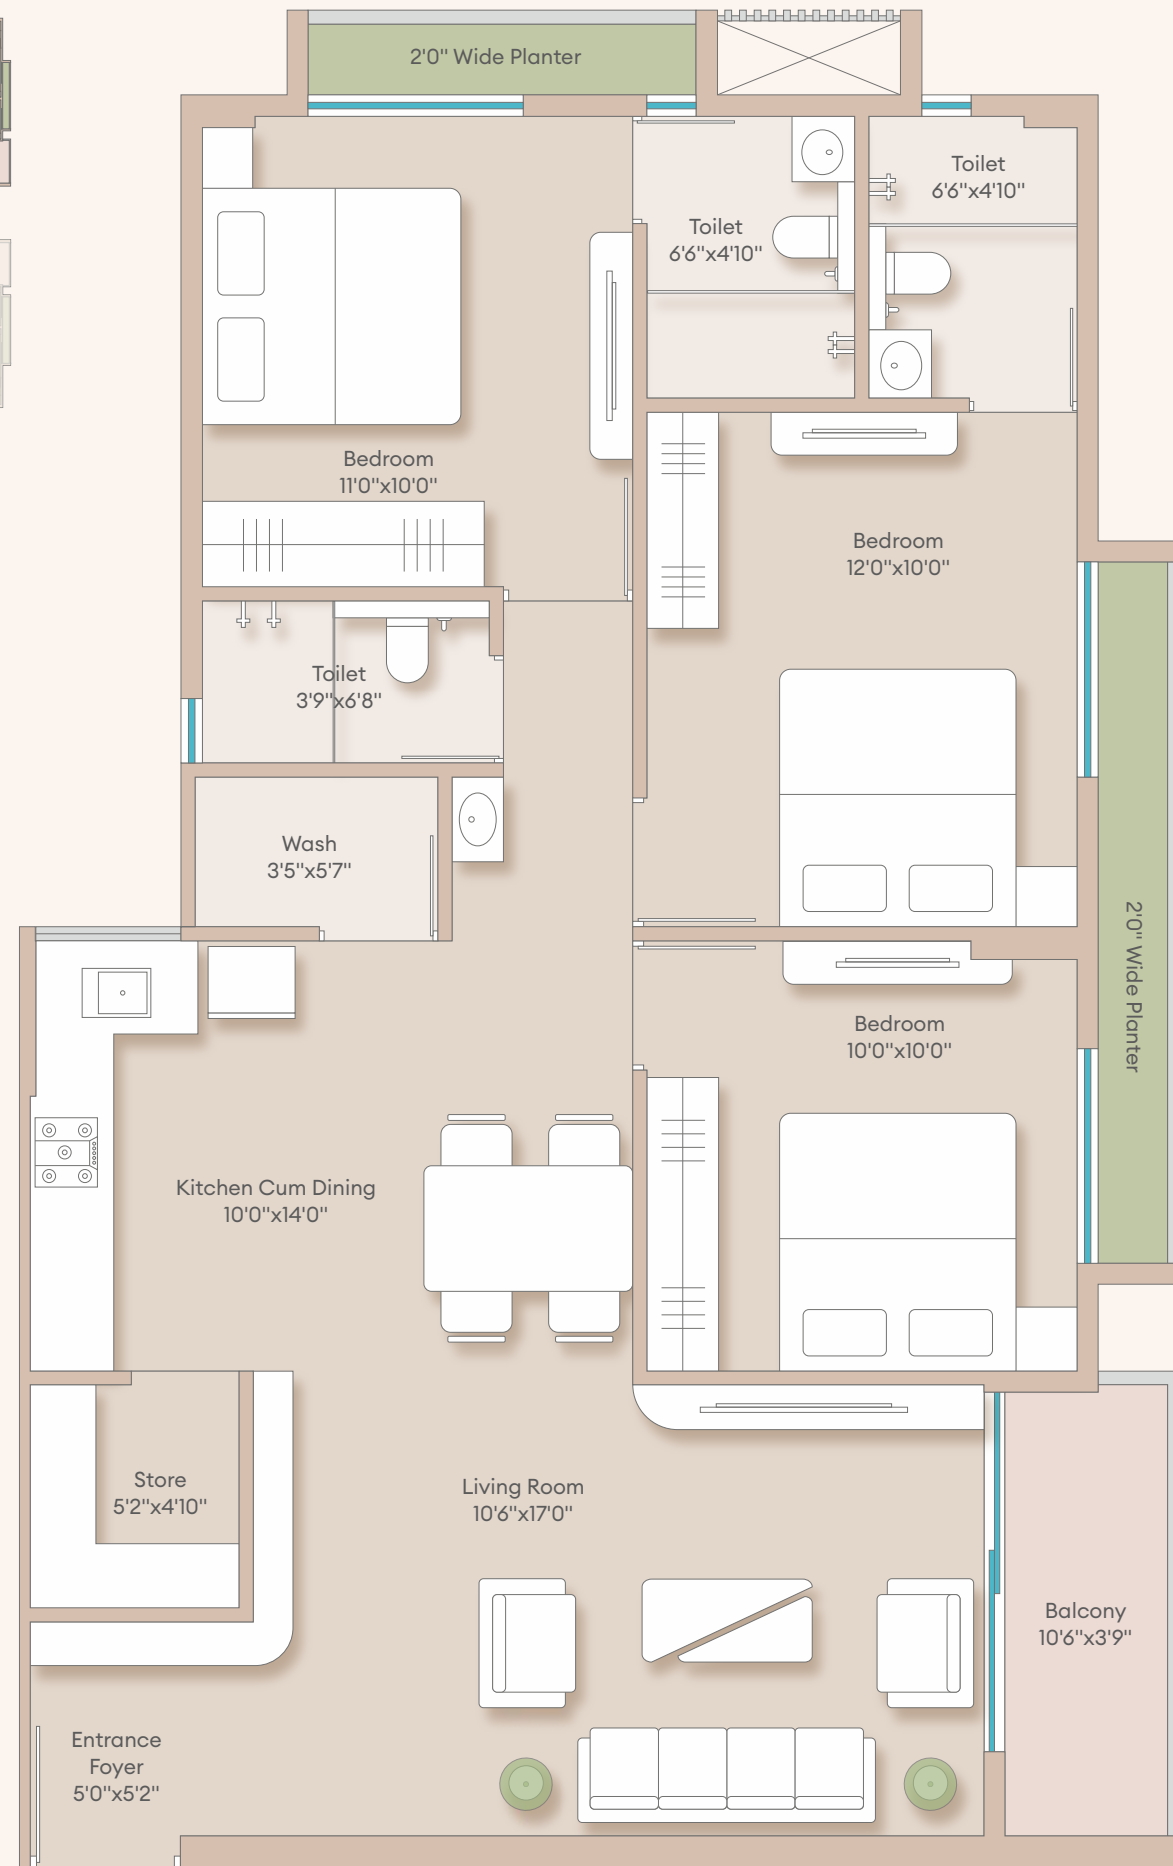 2'0" Wide Planter
Toilet
6'6"x4'10"
Toilet
6'6"x4'10"
Bedroom
11'0"x10'0"
Bedroom
12'0"x10'0"
Toilet
3'9"x6'8"
Wash
3'5"x5'7"
2'0" Wide Planter
Bedroom
10'0"x10'0"
Kitchen Cum Dining
10'0"x14'0"
Store
5'2"x4'10"
Living Room
10'6"x17'0"
Balcony
10'6"x3'9"
Entrance
Foyer
5'0"x5'2"